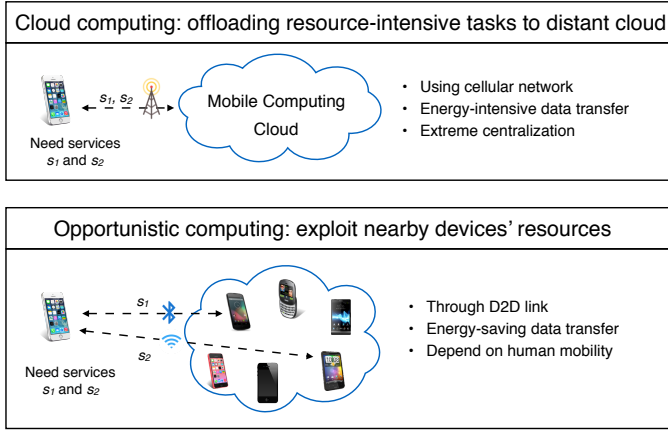 Cloud computing: offloading resource-intensive tasks to distant cloud
s1, s2
Need services
s1 and s2
Mobile Computing
Cloud
• Using cellular network
• Energy-intensive data transfer
• Extreme centralization
Opportunistic computing: exploit nearby devices' resources
s1
s2
Need services
s1 and s2
• Through D2D link
• Energy-saving data transfer
• Depend on human mobility